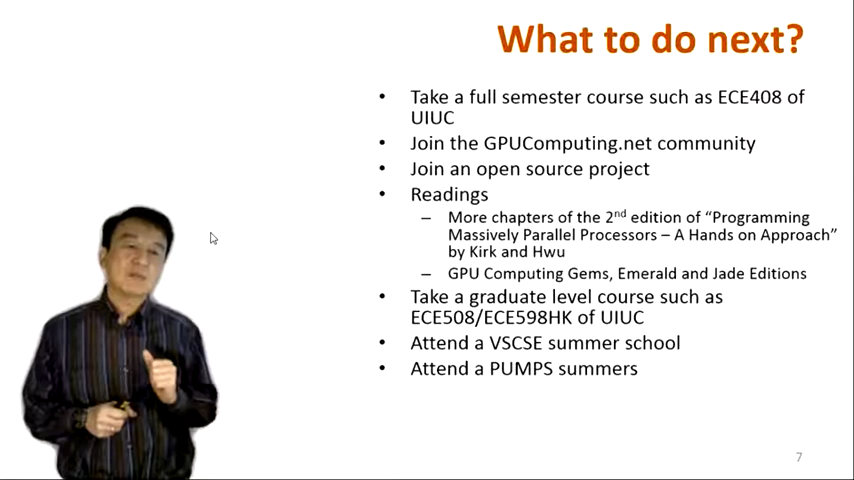 What to do next?
• Take a full semester course such as ECE408 of
UIUC
• Join the GPUComputing.net community
• Join an open source project
• Readings
– More chapters of the 2nd edition of “Programming
Massively Parallel Processors – A Hands on Approach”
by Kirk and Hwu
– GPU Computing Gems, Emerald and Jade Editions
• Take a graduate level course such as
ECE508/ECE598HK of UIUC
• Attend a VSCSE summer school
• Attend a PUMPS summers
7